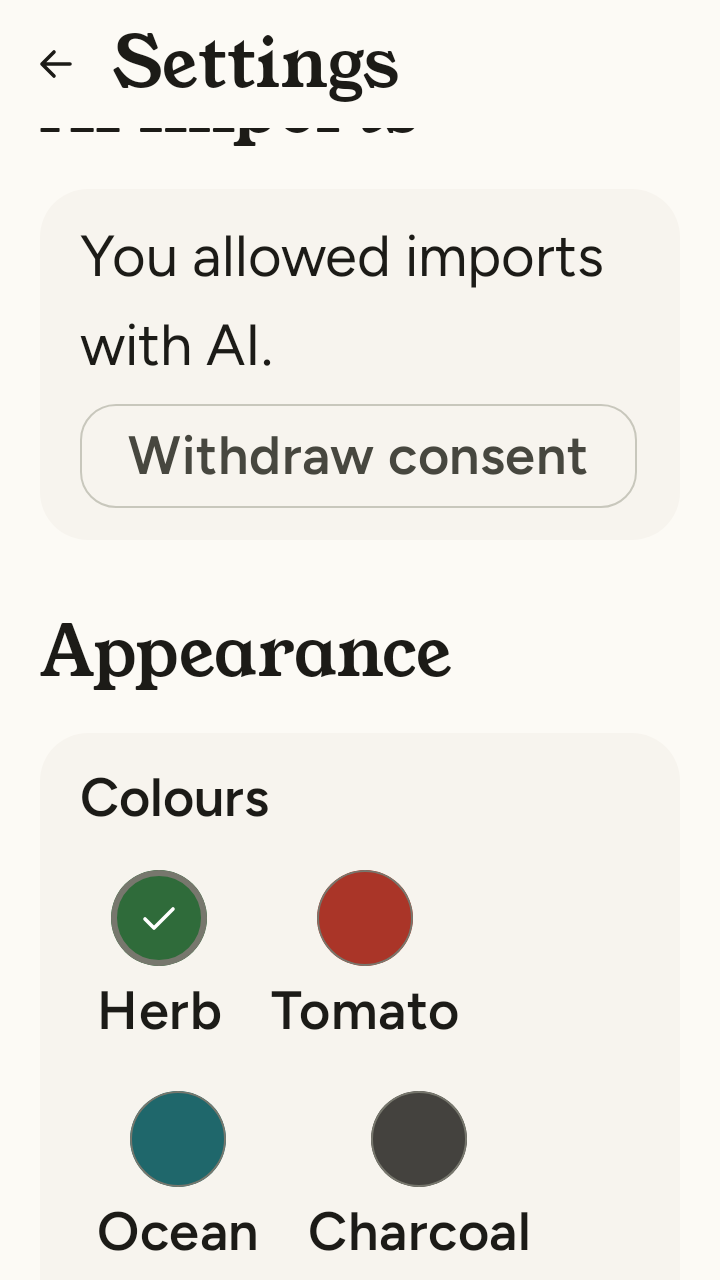 Settings
You allowed imports
with AI.
Withdraw consent
Appearance
Colours
Herb
Tomato
Ocean
Charcoal